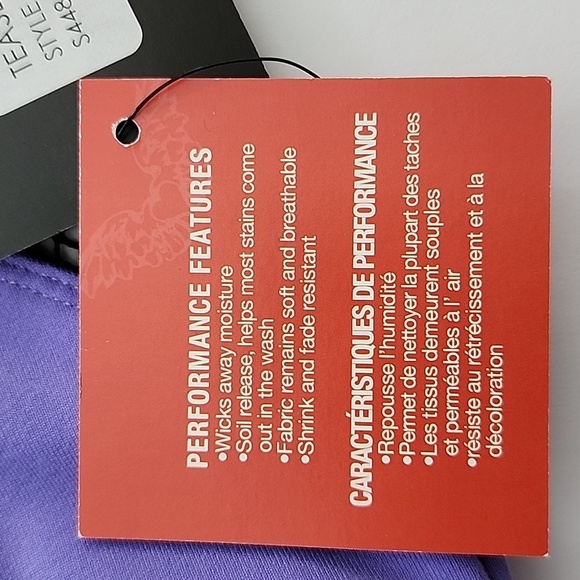 TEASE
STYLE
S448
PERFORMANCE FEATURES
•Wicks away moisture
•Soil release, helps most stains come
out in the wash
•Fabric remains soft and breathable
•Shrink and fade resistant
CARACTÉRISTIQUES DE PERFORMANCE
•Repousse l'humidité
•Permet de nettoyer la plupart des taches
•Les tissus demeurent souples
et perméables à l' air
•résiste au rétrécissement et à la
décoloration